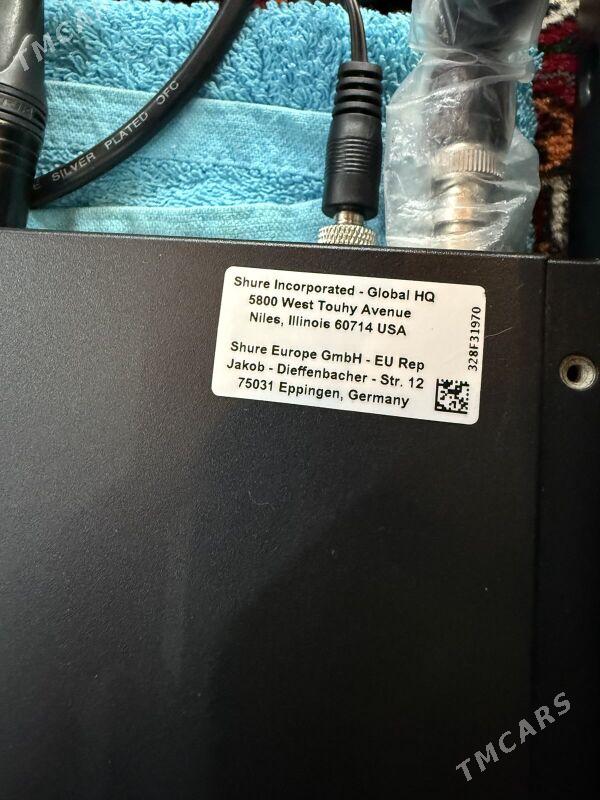 TMCARS
E SILVER PLATED OFC
Shure Incorporated - Global HQ
5800 West Touhy Avenue
Niles, Illinois 60714 USA
Shure Europe GmbH - EU Rep
Jakob - Dieffenbacher - Str. 12
75031 Eppingen, Germany
328F31970
TMCARS